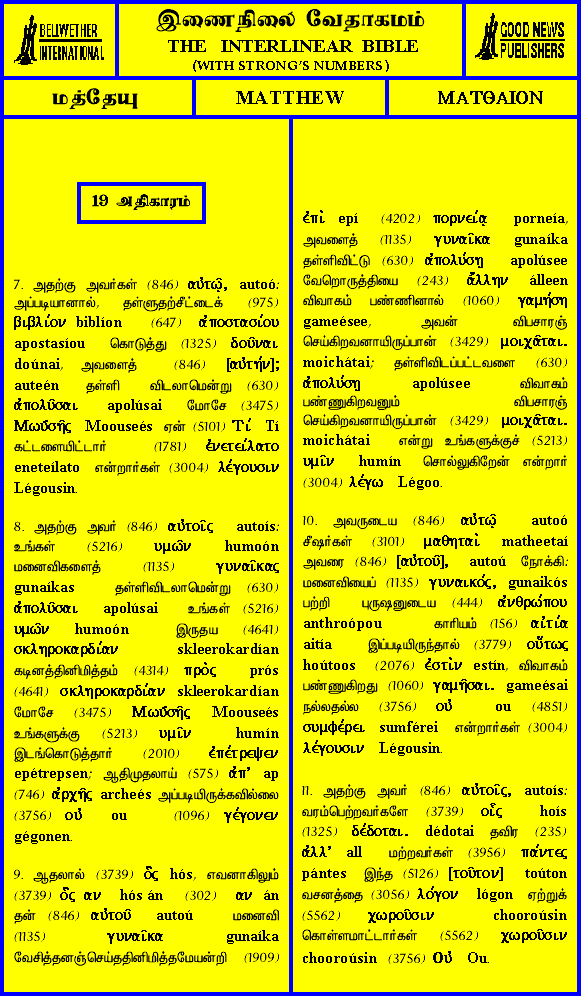 BELLWETHER
INTERNATIONAL
இணைநிலை வேதாகமம்
THE INTERLINEAR BIBLE
(WITH STRONG'S NUMBERS)
GOOD NEWS
PUBLISHERS
மத்தேயு
MATTHEW
ΜΑΤΘΑΙΟΝ
19 அதிகாரம்
7. அதற்கு அவர்கள் (846) αὐτῷ, autoó:
அப்படியானால், தள்ளுதற்சீட்டைக் (975)
βιβλίον biblíon (647) ἀποστασίου
apostasíou கொடுத்து (1325) δοῦναι
doúnai, அவளைத் (846) [αὐτήν];
auteén தள்ளி விடலாமென்று (630)
ἀπολῦσαι apolúsai மோசே (3475)
Μωΰσῆς Moouseés ஏன் (5101) Τί Tí
கட்டளையிட்டார் (1781) ἐνετείλατο
eneteílato என்றார்கள் (3004) λέγουσιν
Légousin.
8. அதற்கு அவர் (846) αὐτοῖς autoís:
உங்கள் (5216) υμῶν humoón
மனைவிகளைத் (1135) γυναῖκας
gunaíkas தள்ளிவிடலாமென்று (630)
ἀπολῦσαι apolúsai உங்கள் (5216)
υμῶν humoón இருதய (4641)
σκληροκαρδίαν skleerokardían
கடினத்தினிமித்தம் (4314) πρὸς prós
(4641) σκληροκαρδίαν skleerokardían
மோசே (3475) Μωΰσῆς Moouseés
உங்களுக்கு (5213) υμῖν humín
இடங்கொடுத்தார் (2010) ἐπέτρεψεν
epétrepsen; ஆதிமுதலாய் (575) ἀπ' ap
(746) ἀρχῆς archeés அப்படியிருக்கவில்லை
(3756) οὐ ou (1096) γέγονεν
gégonen.
9. ஆதலால் (3739) ὃς hós, எவனாகிலும்
(3739) ὃς αν hós án (302) αν án
தன் (846) αὐτοῦ autoú மனைவி
(1135) γυναῖκα gunaíka
வேசித்தனஞ்செய்ததினிமித்தமேயன்றி (1909)
ἐπὶ epí (4202) πορνείᾳ porneía,
அவளைத் (1135) γυναῖκα gunaíka
தள்ளிவிட்டு (630) ἀπολύσῃ apolúsee
வேறொருத்தியை (243) ἄλλην álleen
விவாகம் பண்ணினால் (1060) γαμήσῃ
gameésee, அவன் விபசாரஞ்
செய்கிறவனாயிருப்பான் (3429) μοιχᾶται.
moichátai; தள்ளிவிடப்பட்டவளை (630)
ἀπολύσῃ apolúsee விவாகம்
பண்ணுகிறவனும் விபசாரஞ்
செய்கிறவனாயிருப்பான் (3429) μοιχᾶται.
moichátai என்று உங்களுக்குச் (5213)
υμῖν humín சொல்லுகிறேன் என்றார்
(3004) λέγω Légoo.
10. அவருடைய (846) αὐτῷ autoó
சீஷர்கள் (3101) μαθηταὶ matheetaí
அவரை (846) [αὐτοῦ], autoú நோக்கி:
மனைவியைப் (1135) γυναικός, gunaikós
பற்றி புருஷனுடைய (444) ἀνθρώπου
anthroópou காரியம் (156) αἰτία
aitía இப்படியிருந்தால் (3779) οὕτως
hoútoos (2076) ἐστὶν estín, விவாகம்
பண்ணுகிறது (1060) γαμῆσαι. gameésai
நல்லதல்ல (3756) οὐ ou (4851)
συμφέρει sumférei என்றார்கள் (3004)
λέγουσιν Légousin.
11. அதற்கு அவர் (846) αὐτοῖς, autoís:
வரம்பெற்றவர்களே (3739) οἷς hoís
(1325) δέδοται. dédotai தவிர (235)
ἀλλ' all மற்றவர்கள் (3956) πάντες
pántes இந்த (5126) [τοῦτον] toúton
வசனத்தை (3056) λόγον lógon ஏற்றுக்
(5562) χωροῦσιν chooroúsin
கொள்ளமாட்டார்கள் (5562) χωροῦσιν
chooroúsin (3756) Οὐ Ou.